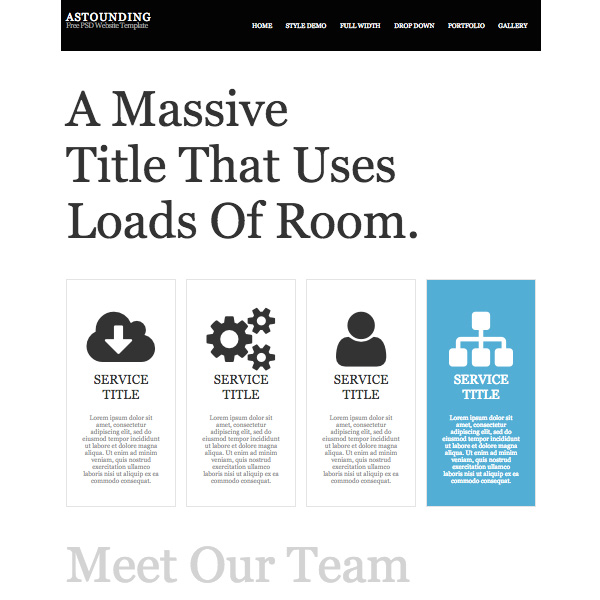 ASTOUNDING
Free PSD Website Template
HOME STYLE DEMO FULL WIDTH DROP DOWN PORTFOLIO GALLERY
A Massive
Title That Uses
Loads Of Room.
SERVICE
TITLE
Lorem ipsum dolor sit
amet, consectetur
adipiscing elit, sed do
eiusmod tempor incididunt
ut labore et dolore magna
aliqua. Ut enim ad minim
veniam, quis nostrud
exercitation ullamco
laboris nisi ut aliquip ex ea
commodo consequat.
SERVICE
TITLE
Lorem ipsum dolor sit
amet, consectetur
adipiscing elit, sed do
eiusmod tempor incididunt
ut labore et dolore magna
aliqua. Ut enim ad minim
veniam, quis nostrud
exercitation ullamco
laboris nisi ut aliquip ex ea
commodo consequat.
SERVICE
TITLE
Lorem ipsum dolor sit
amet, consectetur
adipiscing elit, sed do
eiusmod tempor incididunt
ut labore et dolore magna
aliqua. Ut enim ad minim
veniam, quis nostrud
exercitation ullamco
laboris nisi ut aliquip ex ea
commodo consequat.
SERVICE
TITLE
Lorem ipsum dolor sit
amet, consectetur
adipiscing elit, sed do
eiusmod tempor incididunt
ut labore et dolore magna
aliqua. Ut enim ad minim
veniam, quis nostrud
exercitation ullamco
laboris nisi ut aliquip ex ea
commodo consequat.
Meet Our Team